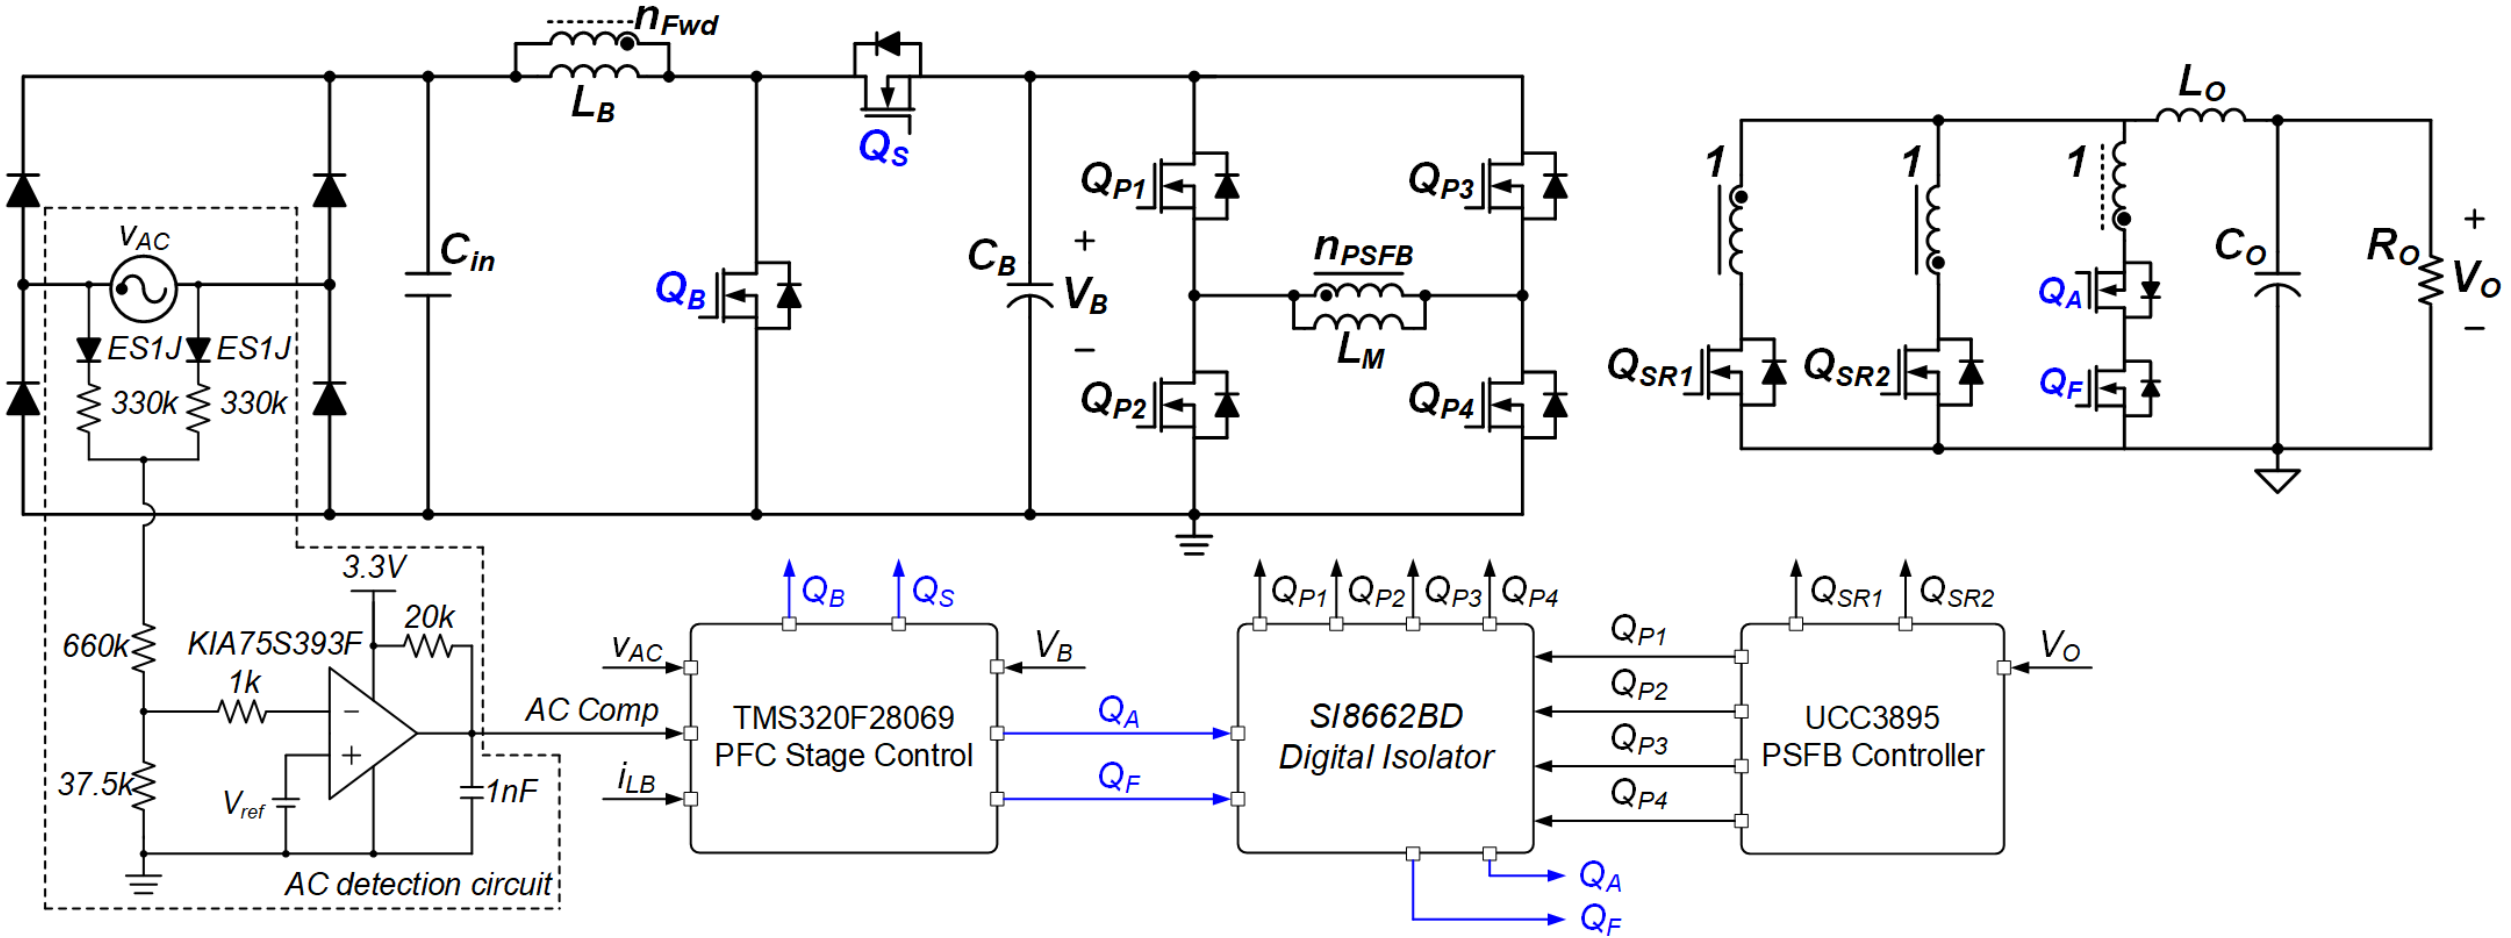 nFwd
LB
QS
LO
vAC
Cin
QB
CB
+
VB
−
QP1
QP3
nPSFB
LM
QP2
QP4
1
1
1
QSR1
QSR2
QA
QF
CO
RO
+
VO
−
ES1J
ES1J
330k
330k
3.3V
20k
660k
KIA75S393F
1k
−
+
37.5k
Vref
1nF
AC Comp
AC detection circuit
QB
QS
vAC
VB
iLB
TMS320F28069
PFC Stage Control
QA
QF
QP1
QP2
QP3
QP4
SI8662BD
Digital Isolator
QP1
QP2
QP3
QP4
QSR1
QSR2
VO
UCC3895
PSFB Controller
QA
QF